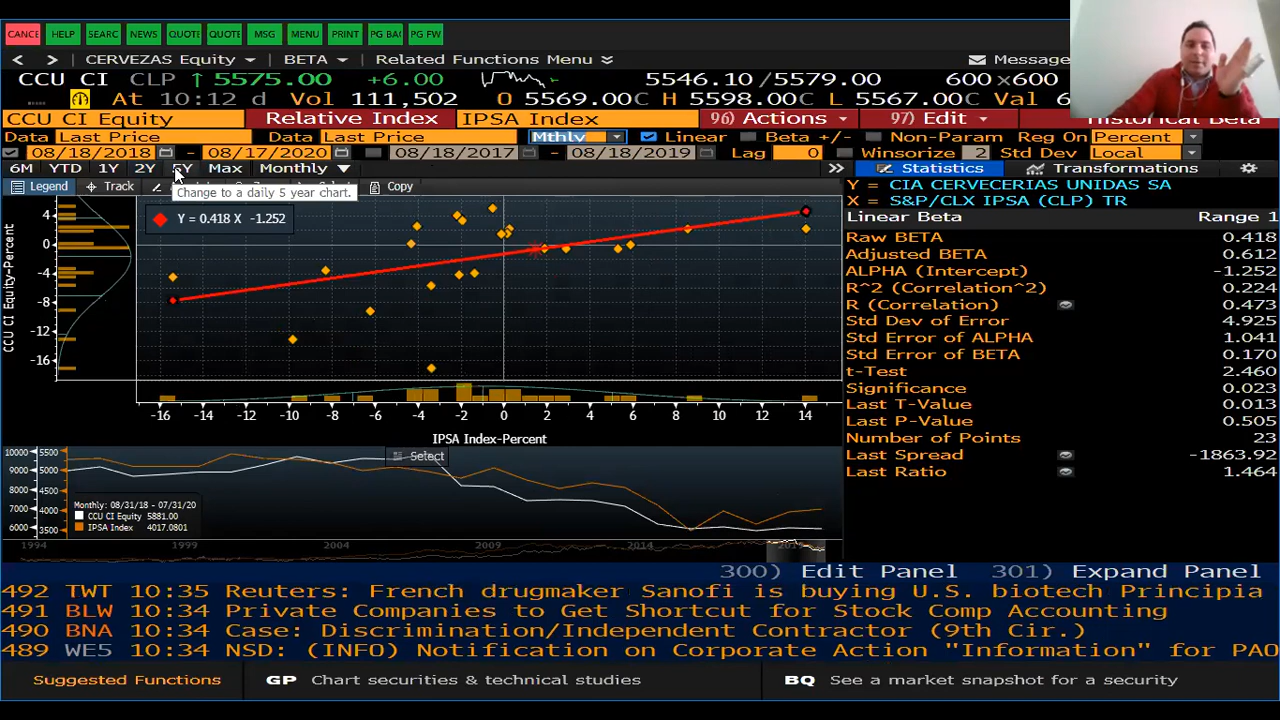 CANCE HELP SEARC NEWS QUOTE QUOTE MSG MENU PRINT PG BAC PG FW
< > CERVEZAS Equity BETA Related Functions Menu Message
CCU CI CLP ↑ 5575.00 +6.00 5546.10/5579.00 600×600
At 10:12 d Vol 111,502 O 5569.00C H 5598.00C L 5567.00C Val 6
CCU CI Equity Relative Index IPSA Index 96) Actions 97) Edit Historical Beta
Data Last Price Data Last Price Mthly Linear Beta +/- Non-Param Reg On Percent
08/18/2018 - 08/17/2020 08/18/2017 - 08/18/2019 Lag 0 Winsorize 2 Std Dev Local
6M YTD 1Y 2Y 5Y Max Monthly Statistics Transformations
Legend Track Copy
Change to a daily 5 year chart.
Y = 0.418 X -1.252
4
0
-4
-8
-12
-16
CCU CI Equity-Percent
-16 -14 -12 -10 -8 -6 -4 -2 0 2 4 6 8 10 12 14
IPSA Index-Percent
Y = CIA CERVECERIAS UNIDAS SA
X = S&P/CLX IPSA (CLP) TR
Linear Beta Range 1
Raw BETA 0.418
Adjusted BETA 0.612
ALPHA (Intercept) -1.252
R^2 (Correlation^2) 0.224
R (Correlation) 0.473
Std Dev of Error 4.925
Std Error of ALPHA 1.041
Std Error of BETA 0.170
t-Test 2.460
Significance 0.023
Last T-Value 0.013
Last P-Value 0.505
Number of Points 23
Last Spread -1863.92
Last Ratio 1.464
Select
10000 5500
9000 5000
8000 4500
7000 4000
6000 3500
Monthly: 08/31/18 - 07/31/20
CCU CI Equity 5881.00
IPSA Index 4017.0801
1994 1999 2004 2009 2014
300) Edit Panel 301) Expand Panel
492 TWT 10:35 Reuters: French drugmaker Sanofi is buying U.S. biotech Principia
491 BLW 10:34 Private Companies to Get Shortcut for Stock Comp Accounting
490 BNA 10:34 Case: Discrimination/Independent Contractor (9th Cir.)
489 WE5 10:34 NSD: (INFO) Notification on Corporate Action "Information" for PAO
Suggested Functions GP Chart securities & technical studies BQ See a market snapshot for a security